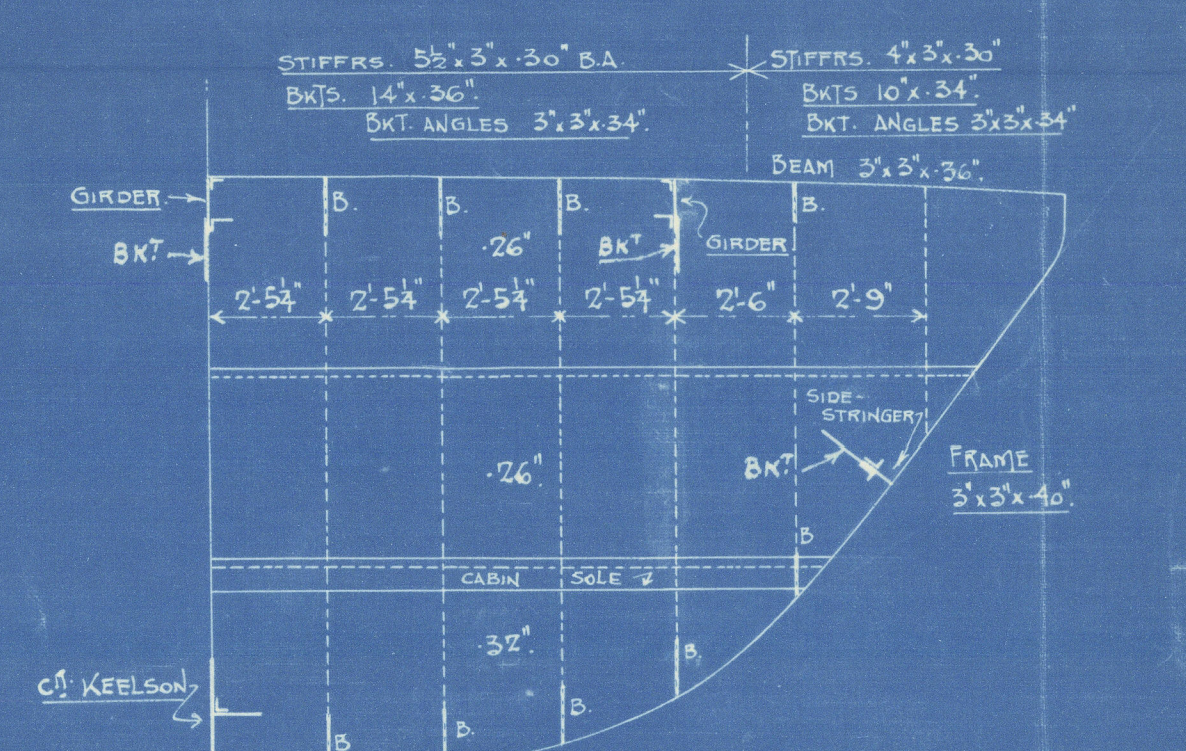 STIFFRS. 5½" x 3" x ·30" B.A.
BKTS. 14" x ·36".
BKT. ANGLES 3" x 3" x ·34".
STIFFRS. 4" x 3" x ·30"
BKTS 10" x ·34".
BKT. ANGLES 3" x 3" x ·34"
BEAM 3" x 3" x ·36".
GIRDER
B.
B.
B.
B.
BKT
·26"
BKT
GIRDER
2'-5¼" 2'-5¼" 2'-5¼" 2'-5¼" 2'-6" 2'-9"
SIDE-
STRINGER
·26".
BKT
FRAME
3" x 3" x ·40".
B
CABIN SOLE
·32".
B.
CR. KEELSON
B.
B.
B